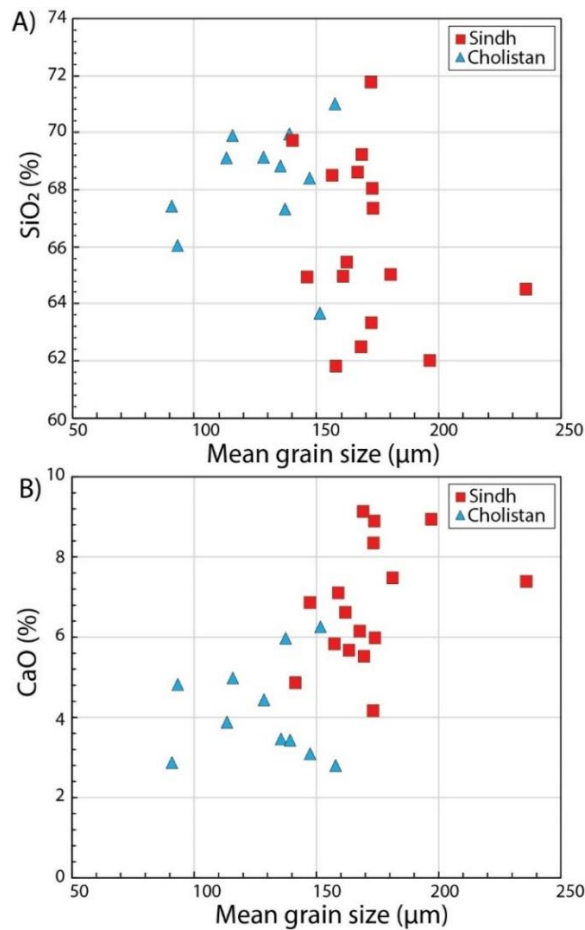 A)
74
72
70
68
66
64
62
60
SiO₂ (%)
Sindh
Cholistan
50 100 150 200 250
Mean grain size (µm)
B)
10
8
6
4
2
0
CaO (%)
Sindh
Cholistan
50 100 150 200 250
Mean grain size (µm)